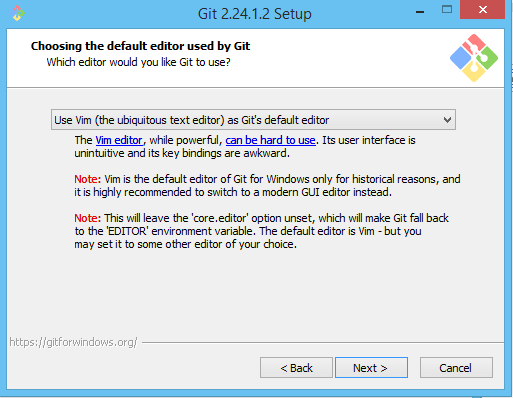 Git 2.24.1.2 Setup
Choosing the default editor used by Git
Which editor would you like Git to use?
Use Vim (the ubiquitous text editor) as Git's default editor
The Vim editor, while powerful, can be hard to use. Its user interface is
unintuitive and its key bindings are awkward.
Note: Vim is the default editor of Git for Windows only for historical reasons, and
it is highly recommended to switch to a modern GUI editor instead.
Note: This will leave the 'core.editor' option unset, which will make Git fall back
to the 'EDITOR' environment variable. The default editor is Vim - but you
may set it to some other editor of your choice.
https://gitforwindows.org/
< Back
Next >
Cancel